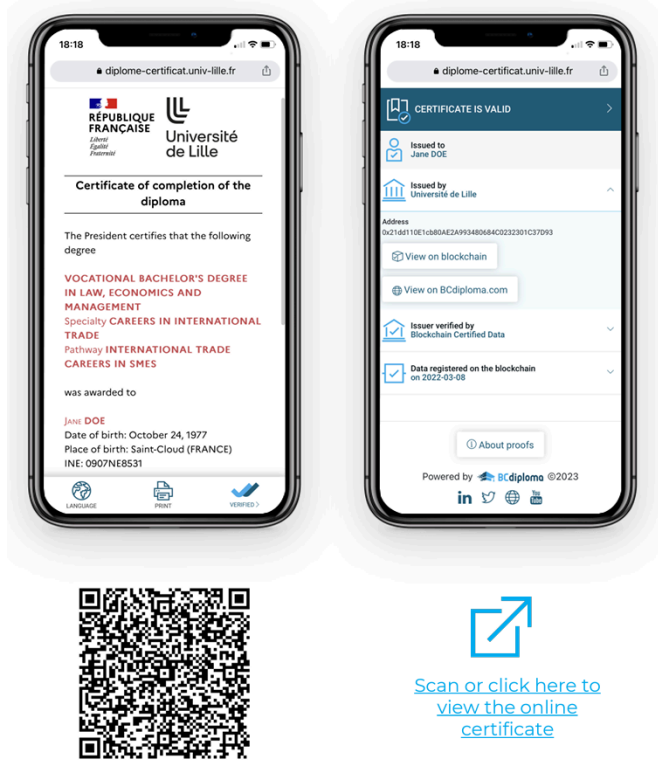 18:18
diplome-certificat.univ-lille.fr
RÉPUBLIQUE
FRANÇAISE
Liberté
Égalité
Fraternité
Université
de Lille
Certificate of completion of the
diploma
The President certifies that the following
degree
VOCATIONAL BACHELOR'S DEGREE
IN LAW, ECONOMICS AND
MANAGEMENT
Specialty CAREERS IN INTERNATIONAL
TRADE
Pathway INTERNATIONAL TRADE
CAREERS IN SMES
was awarded to
JANE DOE
Date of birth: October 24, 1977
Place of birth: Saint-Cloud (FRANCE)
INE: 0907NE8531
LANGUAGE
PRINT
VERIFIED >
18:18
diplome-certificat.univ-lille.fr
CERTIFICATE IS VALID
Issued to
Jane DOE
Issued by
Université de Lille
Address
0x21dd110E1cb80AE2A993480684C0232301C37D93
View on blockchain
View on BCdiploma.com
Issuer verified by
Blockchain Certified Data
Data registered on the blockchain
on 2022-03-08
About proofs
Powered by BCdiploma ©2023
in
You
Tube
Scan or click here to
view the online
certificate